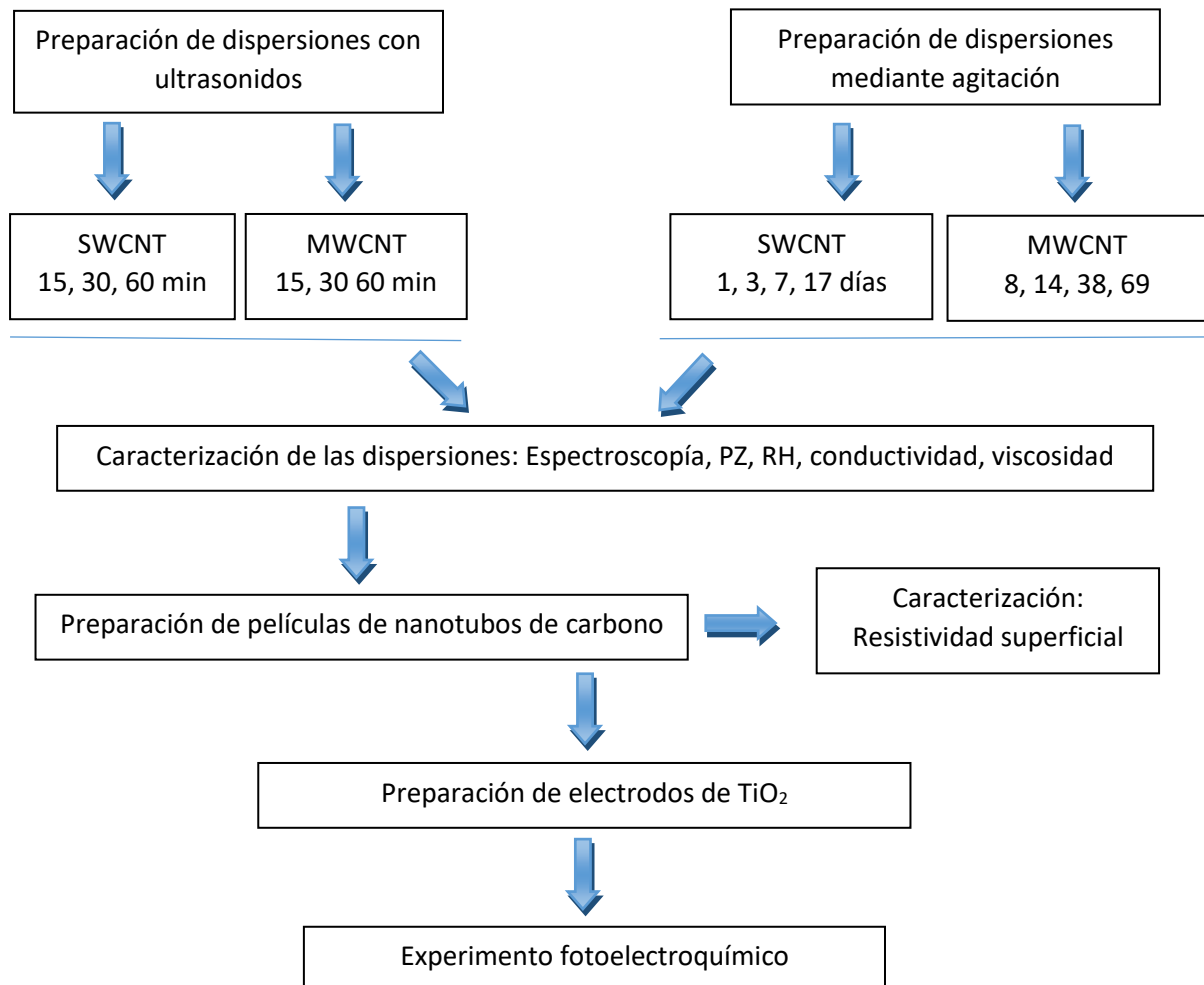 Preparación de dispersiones con
ultrasonidos
Preparación de dispersiones
mediante agitación
SWCNT
15, 30, 60 min
MWCNT
15, 30 60 min
SWCNT
1, 3, 7, 17 días
MWCNT
8, 14, 38, 69
Caracterización de las dispersiones: Espectroscopía, PZ, RH, conductividad, viscosidad
Preparación de películas de nanotubos de carbono
Caracterización:
Resistividad superficial
Preparación de electrodos de TiO₂
Experimento fotoelectroquímico